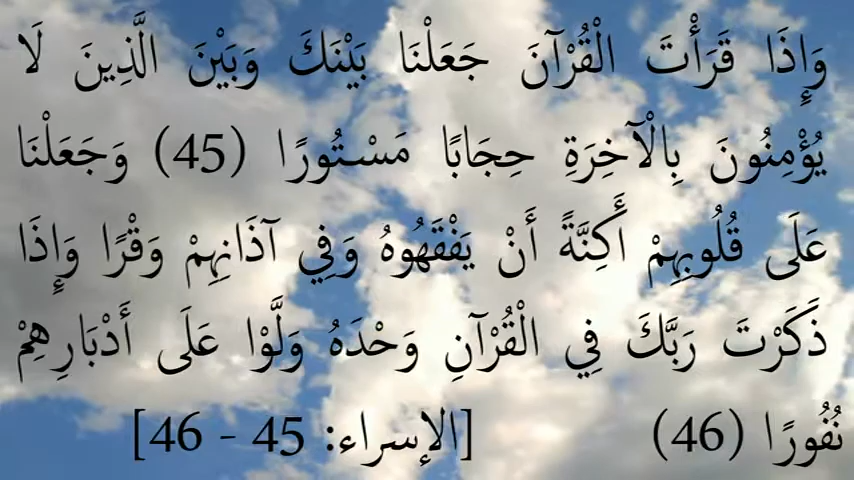 وَإِذَا قَرَأْتَ الْقُرْآنَ جَعَلْنَا بَيْنَكَ وَبَيْنَ الَّذِينَ لَا
يُؤْمِنُونَ بِالْآخِرَةِ حِجَابًا مَسْتُورًا (45) وَجَعَلْنَا
عَلَى قُلُوبِهِمْ أَكِنَّةً أَنْ يَفْقَهُوهُ وَفِي آذَانِهِمْ وَقْرًا وَإِذَا
ذَكَرْتَ رَبَّكَ فِي الْقُرْآنِ وَحْدَهُ وَلَّوْا عَلَى أَدْبَارِهِمْ
نُفُورًا (46) [الإسراء: 45 - 46]